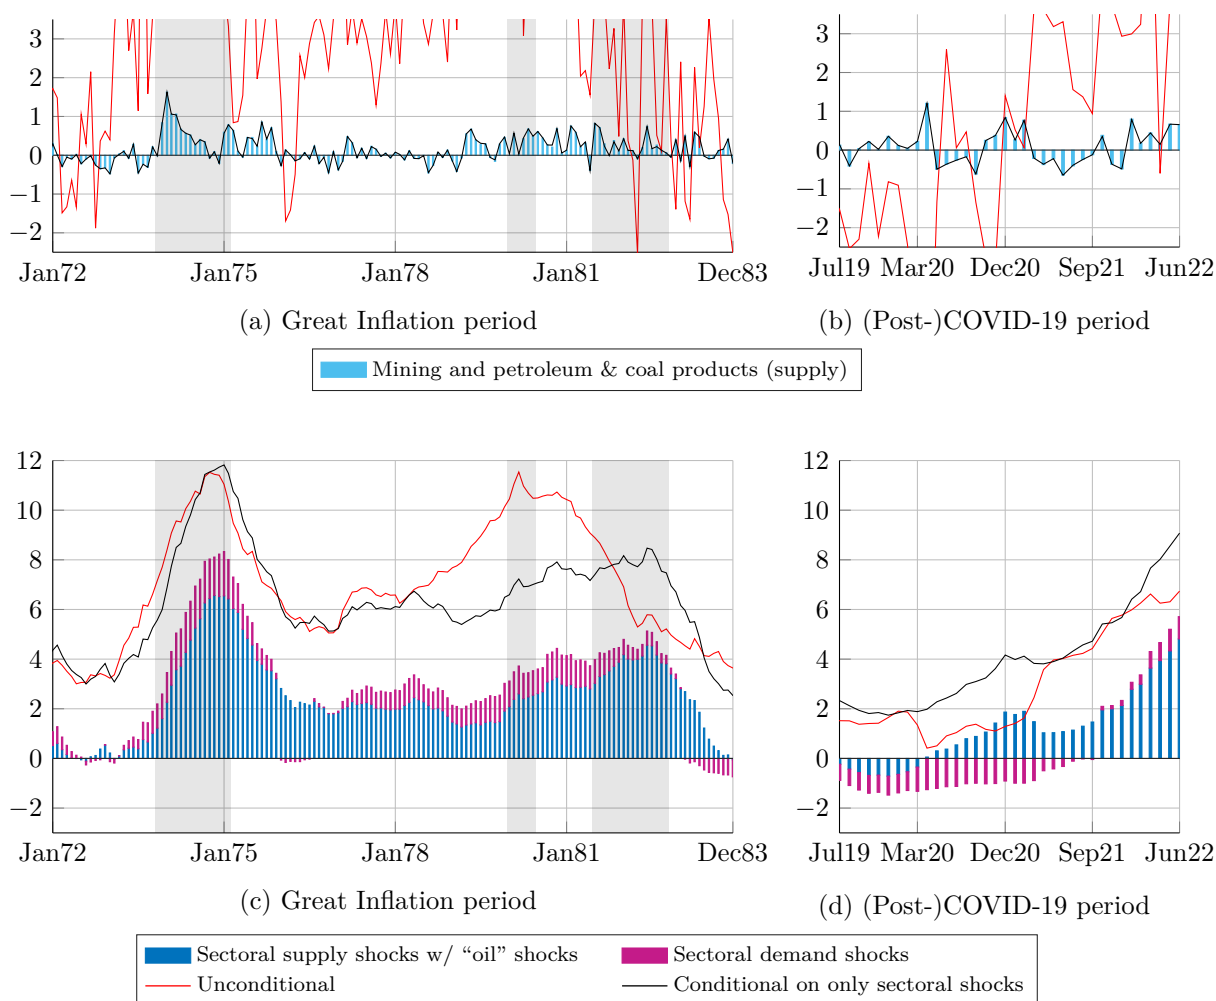 3
2
1
0
−1
−2
Jan72 Jan75 Jan78 Jan81 Dec83
(a) Great Inflation period
3
2
1
0
−1
−2
Jul19 Mar20 Dec20 Sep21 Jun22
(b) (Post-)COVID-19 period
Mining and petroleum & coal products (supply)
12
10
8
6
4
2
0
−2
Jan72 Jan75 Jan78 Jan81 Dec83
(c) Great Inflation period
12
10
8
6
4
2
0
−2
Jul19 Mar20 Dec20 Sep21 Jun22
(d) (Post-)COVID-19 period
Sectoral supply shocks w/ “oil” shocks Sectoral demand shocks
Unconditional Conditional on only sectoral shocks